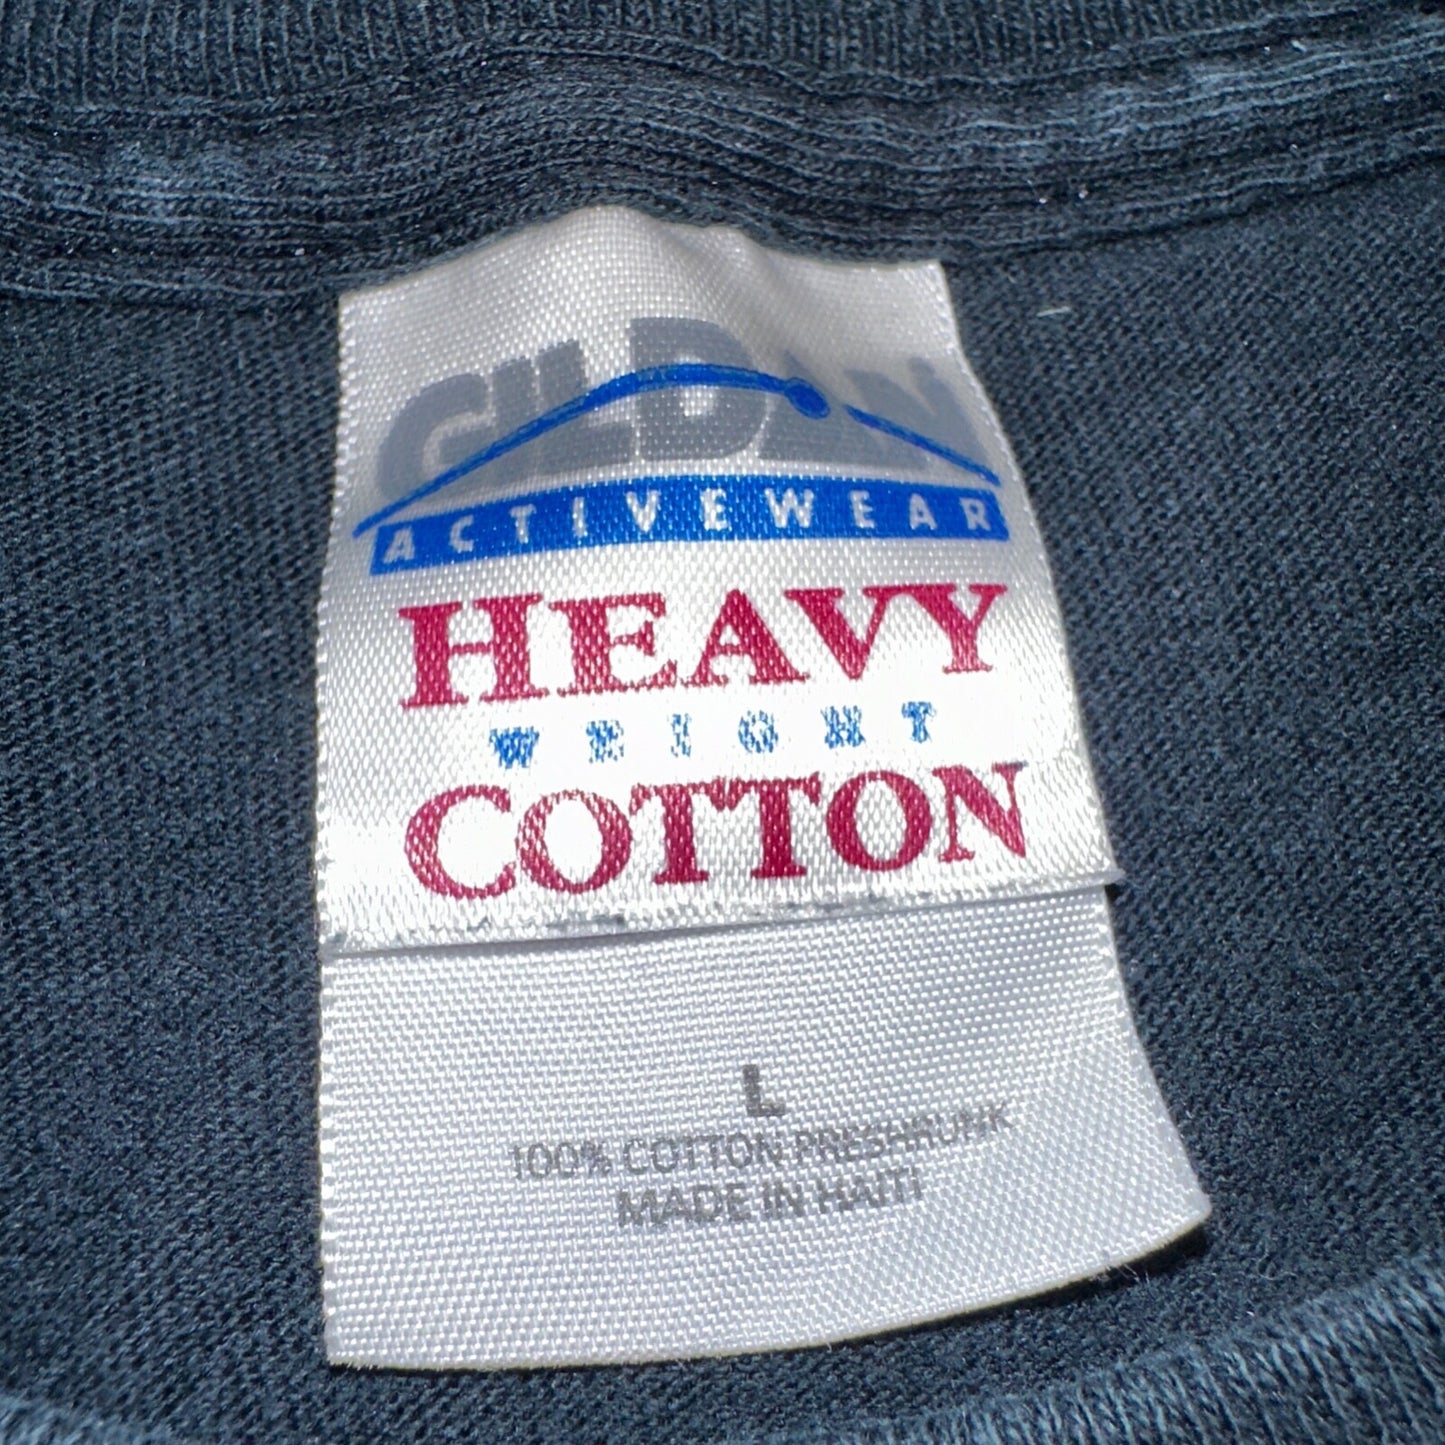 GILDAN
ACTIVEWEAR
HEAVY
WEIGHT
COTTON
L
100% COTTON PRESHRUNK
MADE IN HAITI